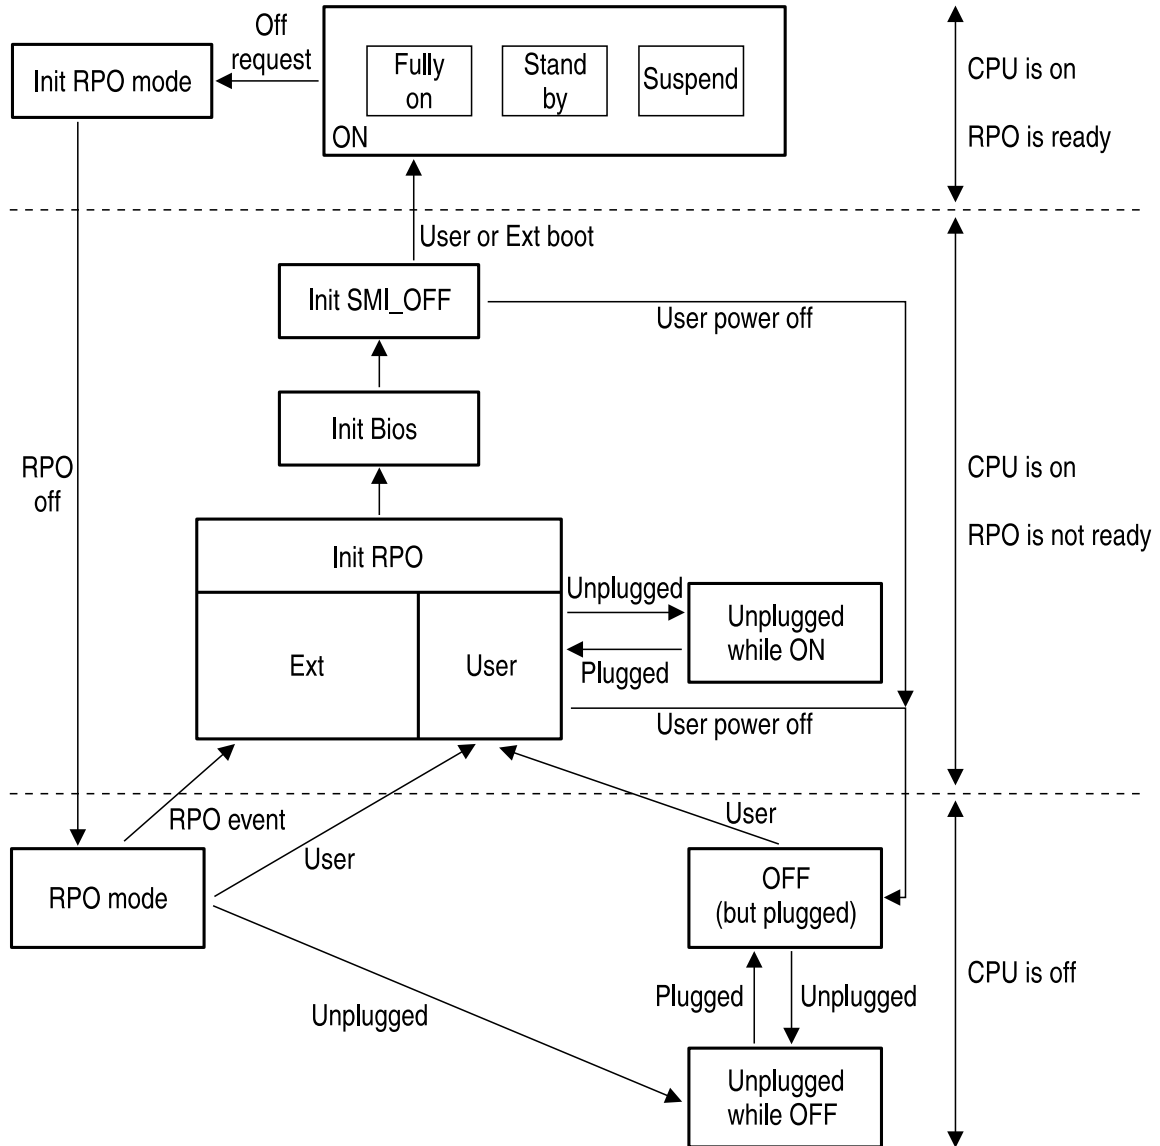 Off
request
Init RPO mode
Fully
on
Stand
by
Suspend
ON
CPU is on
RPO is ready
User or Ext boot
Init SMI_OFF
User power off
Init Bios
RPO
off
CPU is on
RPO is not ready
Init RPO
Ext
User
Unplugged
Plugged
Unplugged
while ON
User power off
RPO event
User
User
RPO mode
OFF
(but plugged)
CPU is off
Unplugged
Plugged
Unplugged
Unplugged
while OFF